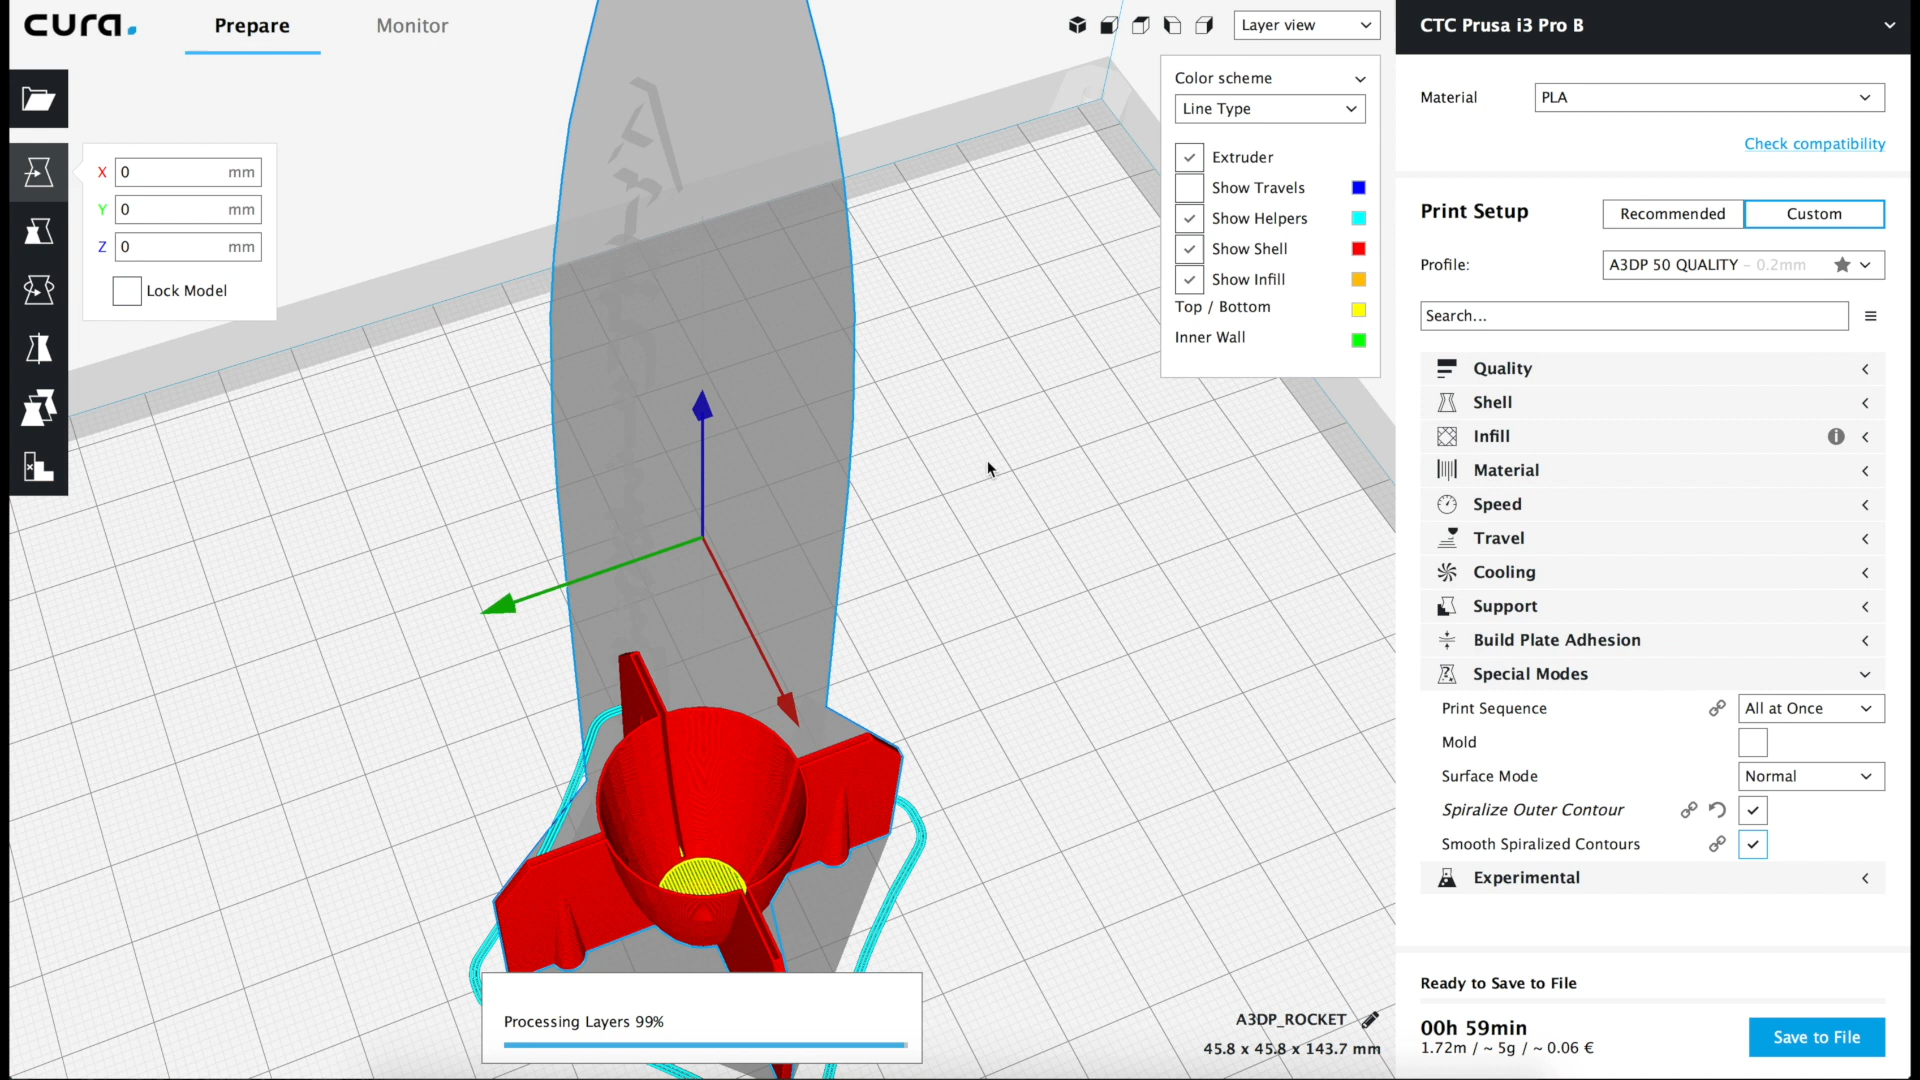 cura.
Prepare
Monitor
Layer view
CTC Prusa i3 Pro B
Color scheme
Line Type
Extruder
Show Travels
Show Helpers
Show Shell
Show Infill
Top / Bottom
Inner Wall
X 0 mm
Y 0 mm
Z 0 mm
Lock Model
Material PLA
Check compatibility
Print Setup Recommended Custom
Profile: A3DP 50 QUALITY - 0.2mm
Search...
Quality
Shell
Infill
Material
Speed
Travel
Cooling
Support
Build Plate Adhesion
Special Modes
Print Sequence All at Once
Mold
Surface Mode Normal
Spiralize Outer Contour
Smooth Spiralized Contours
Experimental
Processing Layers 99%
A3DP_ROCKET
45.8 x 45.8 x 143.7 mm
Ready to Save to File
00h 59min
1.72m / ~ 5g / ~ 0.06 €
Save to File